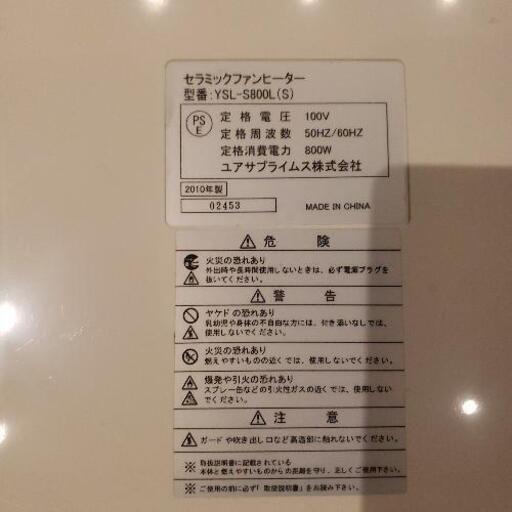 セラミックファンヒーター
型番:YSL-S800L(S)
PS
E
定格電圧 100V
定格周波数 50HZ/60HZ
定格消費電力 800W
ユアサプライムス株式会社
2010年製
02453
MADE IN CHINA
⚠危 険
火災の恐れあり
外出時や長時間使用しないときは、必ず電源プラグを
抜いてください。
⚠警 告
ヤケドの恐れあり
乳幼児や身体の不自由な方には、付き添いなしでは、
使用しないでください。
火災の恐れあり
燃えやすいものの近くでは、使用しないでください。
爆発や引火の恐れあり
スプレー缶などの引火性ガスの近くでは、使用
しないでください。
⚠注 意
ガードや吹き出し口など高温部に触れないでください。
※ 取扱説明書に記載されている
本体と燃えやすいものからの距離を守り、正しくご使用下さい。
※ ご使用の前に必ず「取扱説明書」をお読み下さい。